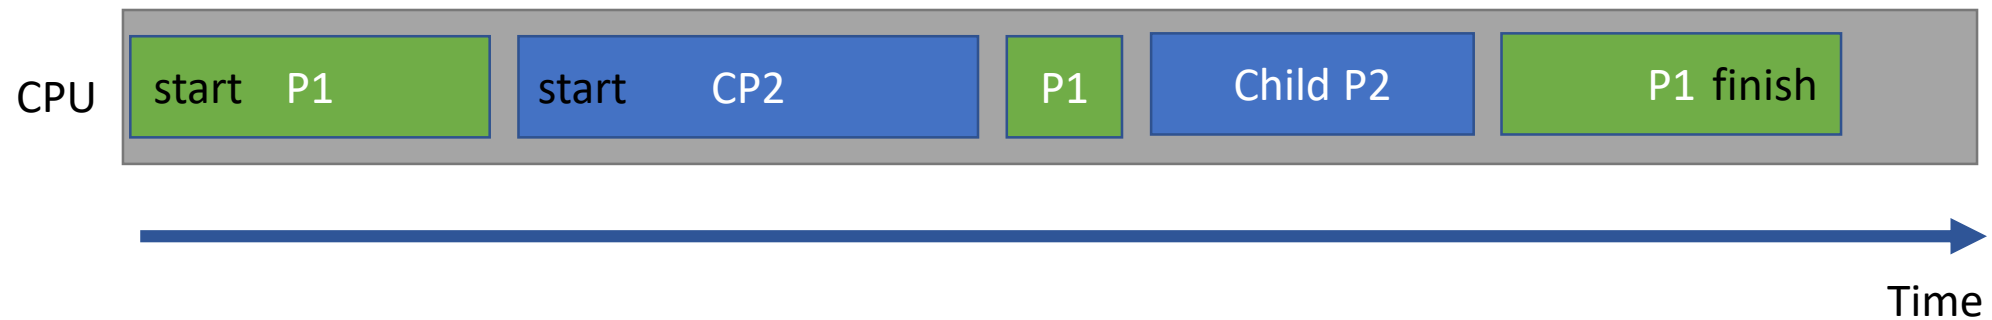 CPU
start P1
start CP2
P1
Child P2
P1 finish
Time